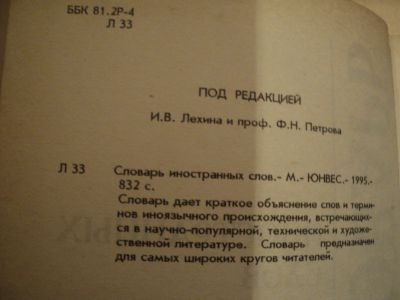 ББК 81.2Р-4
Л 33
ПОД РЕДАКЦИЕЙ
И.В. Лехина и проф. Ф.Н. Петрова
Л 33 Словарь иностранных слов.- М.- ЮНВЕС.- 1995.-
832 с.
Словарь дает краткое объяснение слов и терми-
нов иноязычного происхождения, встречающих-
ся в научно-популярной, технической и художе-
ственной литературе. Словарь предназначен
для самых широких кругов читателей.